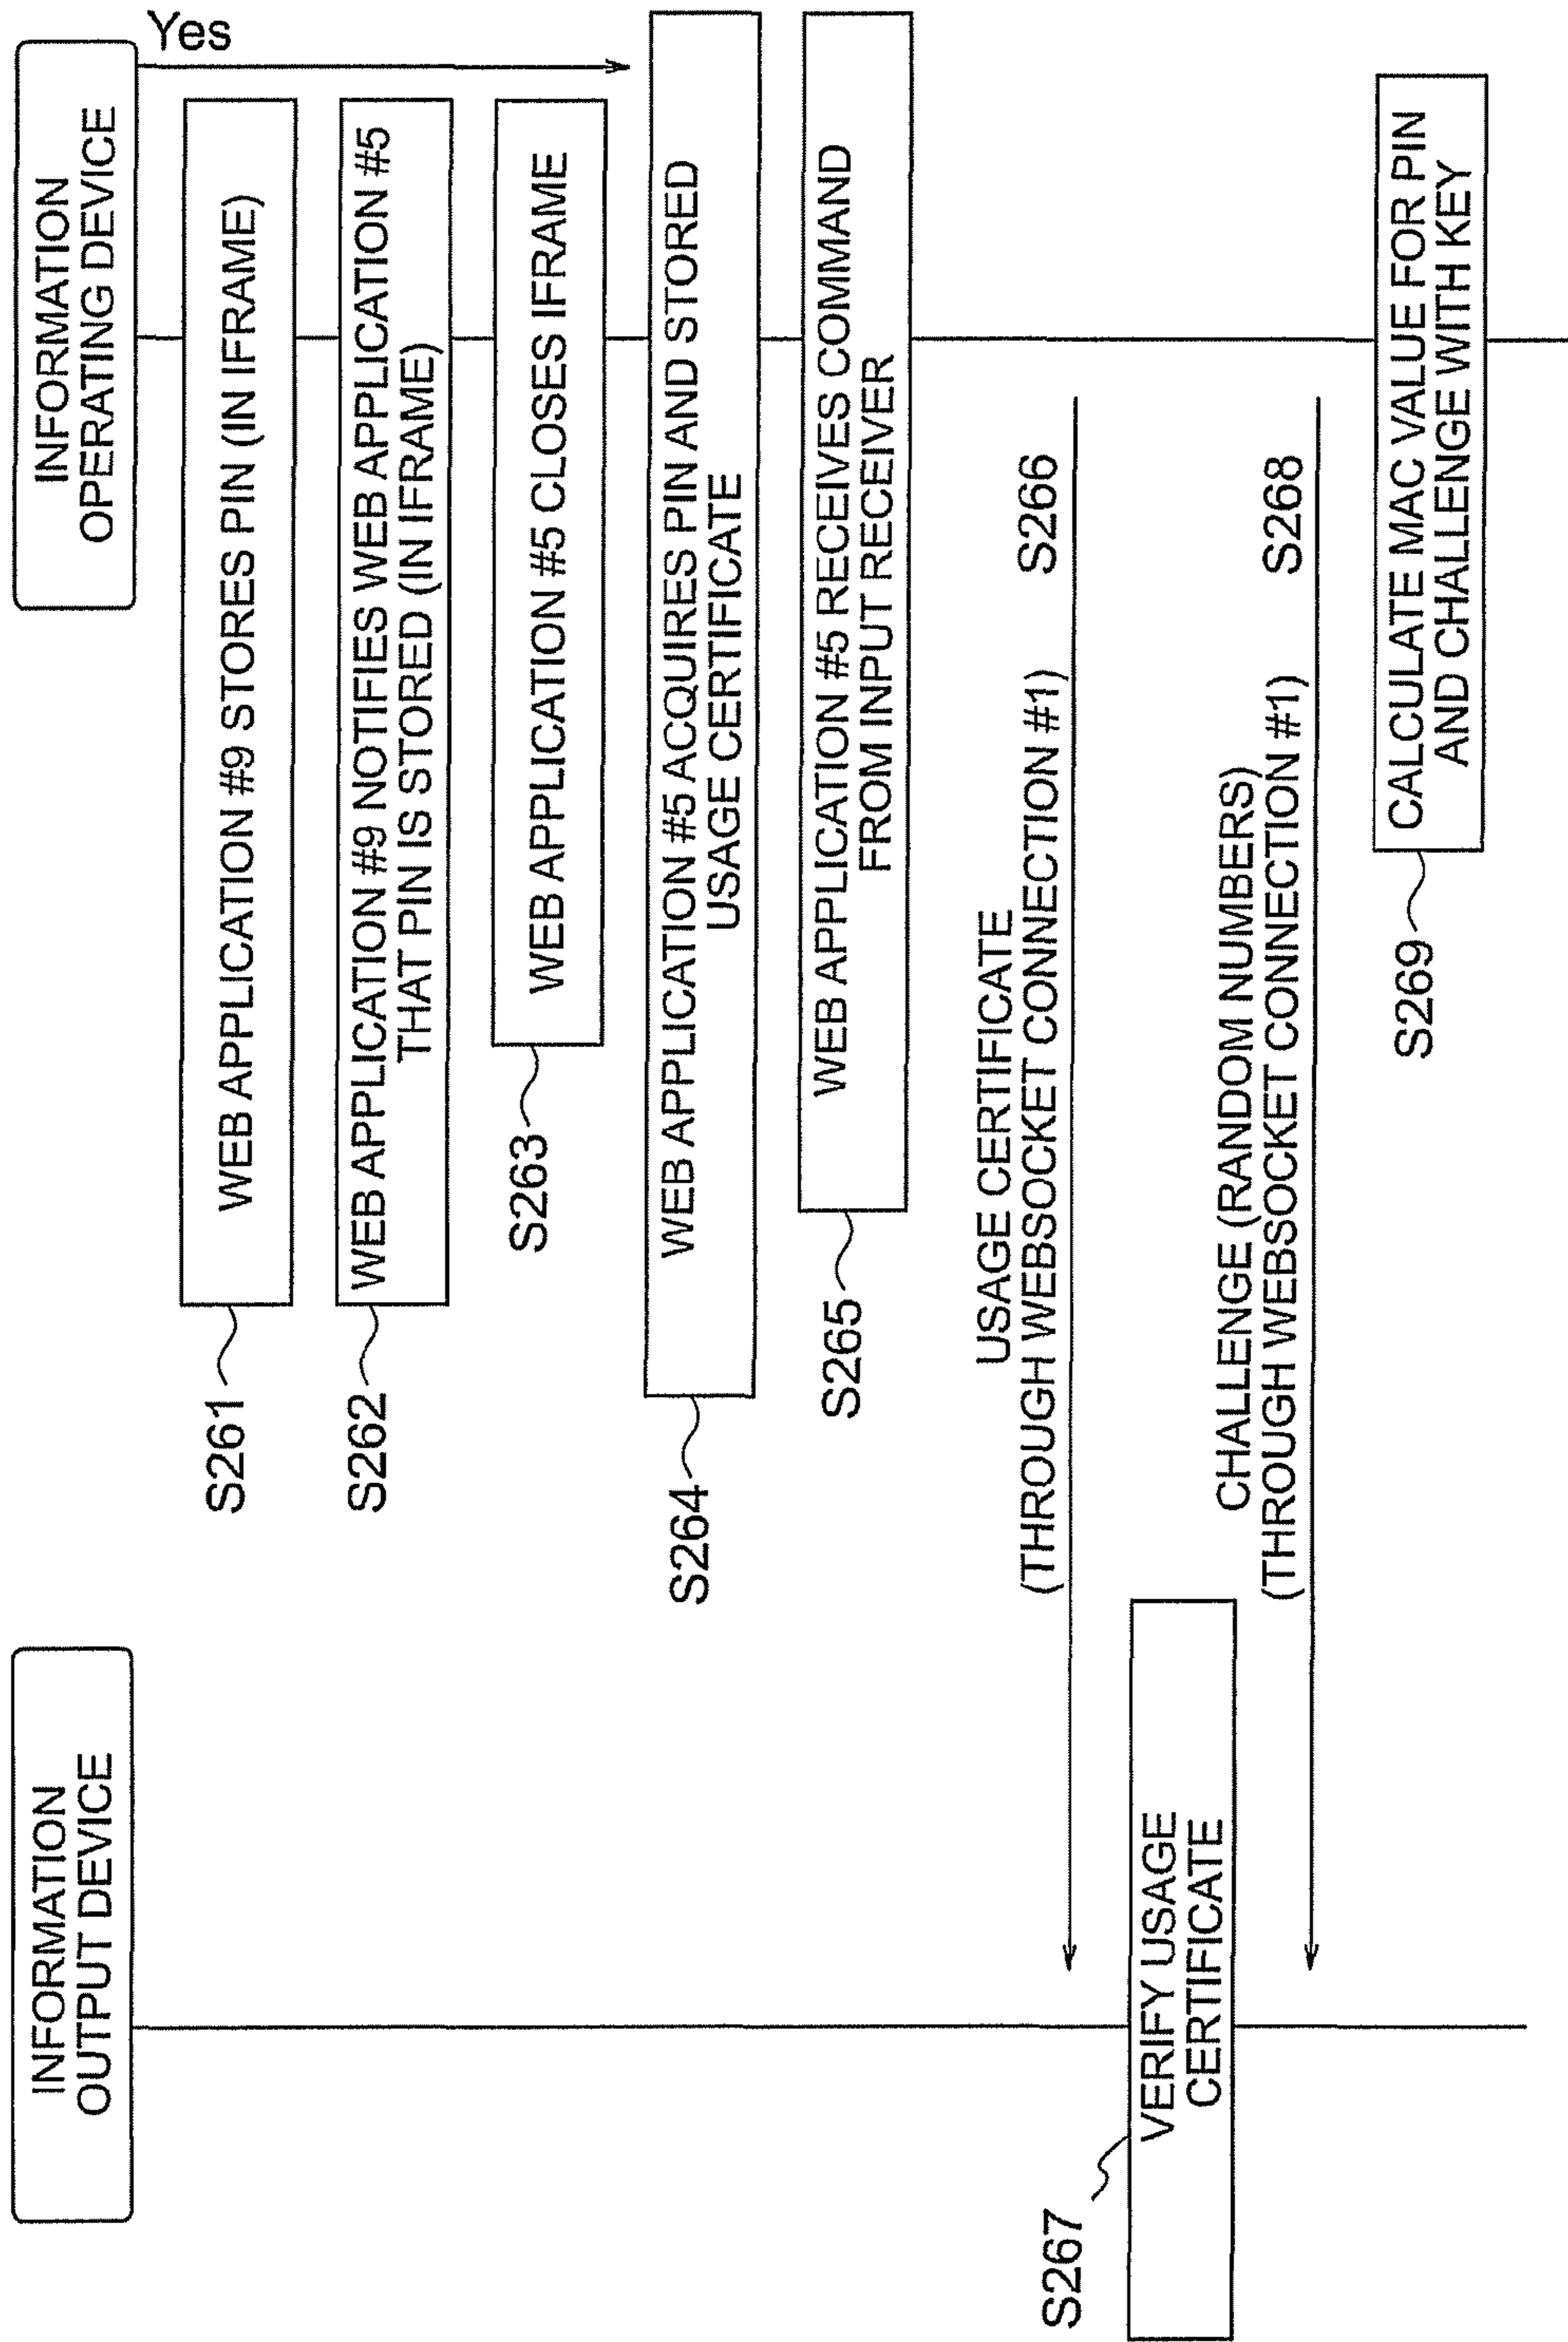 INFORMATION
OUTPUT DEVICE
INFORMATION
OPERATING DEVICE
Yes
S261
WEB APPLICATION #9 STORES PIN (IN IFRAME)
S262
WEB APPLICATION #9 NOTIFIES WEB APPLICATION #5
THAT PIN IS STORED (IN IFRAME)
S263
WEB APPLICATION #5 CLOSES IFRAME
S264
WEB APPLICATION #5 ACQUIRES PIN AND STORED
USAGE CERTIFICATE
S265
WEB APPLICATION #5 RECEIVES COMMAND
FROM INPUT RECEIVER
USAGE CERTIFICATE
(THROUGH WEBSOCKET CONNECTION #1)
S266
S267
VERIFY USAGE
CERTIFICATE
CHALLENGE (RANDOM NUMBERS)
(THROUGH WEBSOCKET CONNECTION #1)
S268
S269
CALCULATE MAC VALUE FOR PIN
AND CHALLENGE WITH KEY